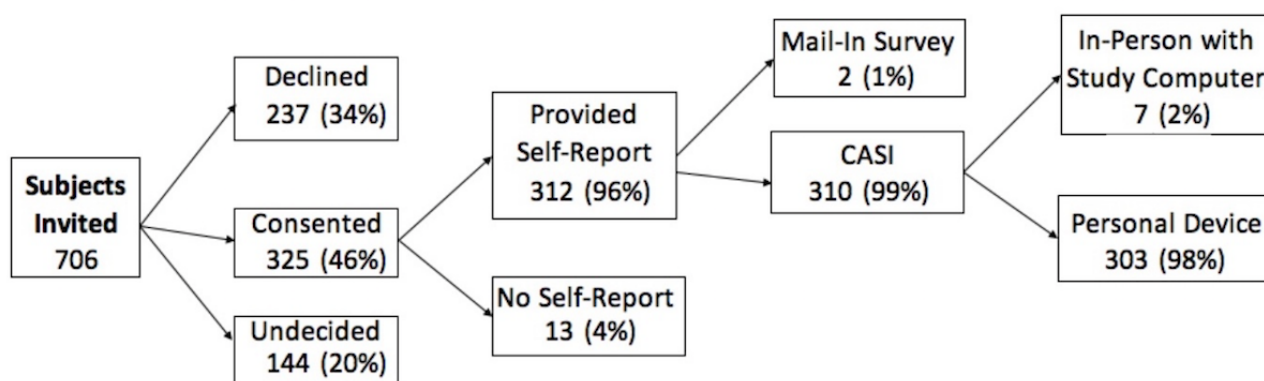 Subjects
Invited
706
Declined
237 (34%)
Consented
325 (46%)
Undecided
144 (20%)
Provided
Self-Report
312 (96%)
No Self-Report
13 (4%)
Mail-In Survey
2 (1%)
CASI
310 (99%)
In-Person with
Study Computer
7 (2%)
Personal Device
303 (98%)